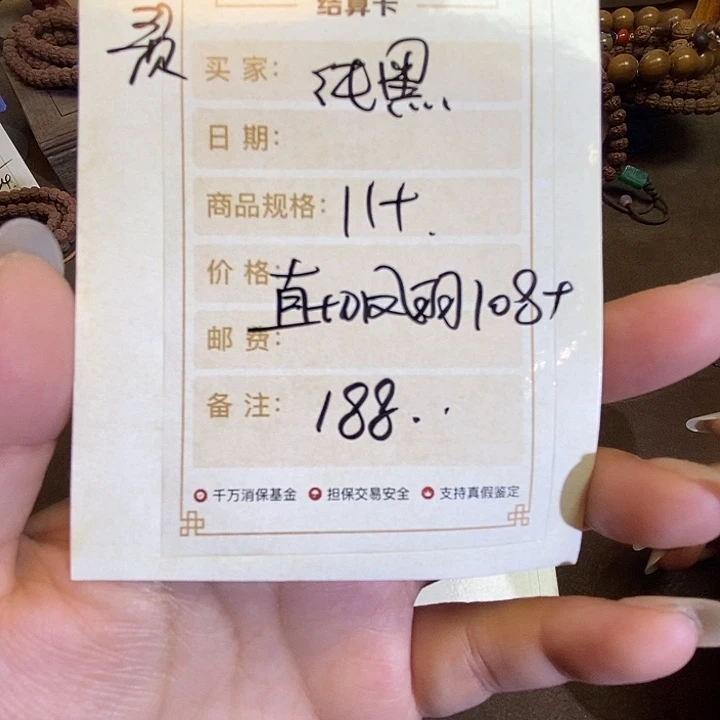 结算卡
买家: 纯黑
日期:
商品规格: 11+.
价格: 直切凤羽108+
邮费:
备注: 188..
千万消保基金 担保交易安全 支持真假鉴定